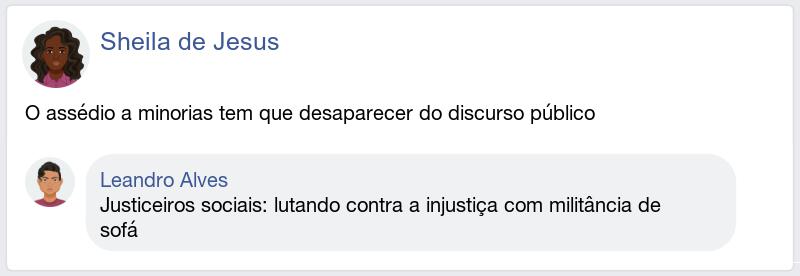 Sheila de Jesus
O assédio a minorias tem que desaparecer do discurso público
Leandro Alves
Justiceiros sociais: lutando contra a injustiça com militância de
sofá